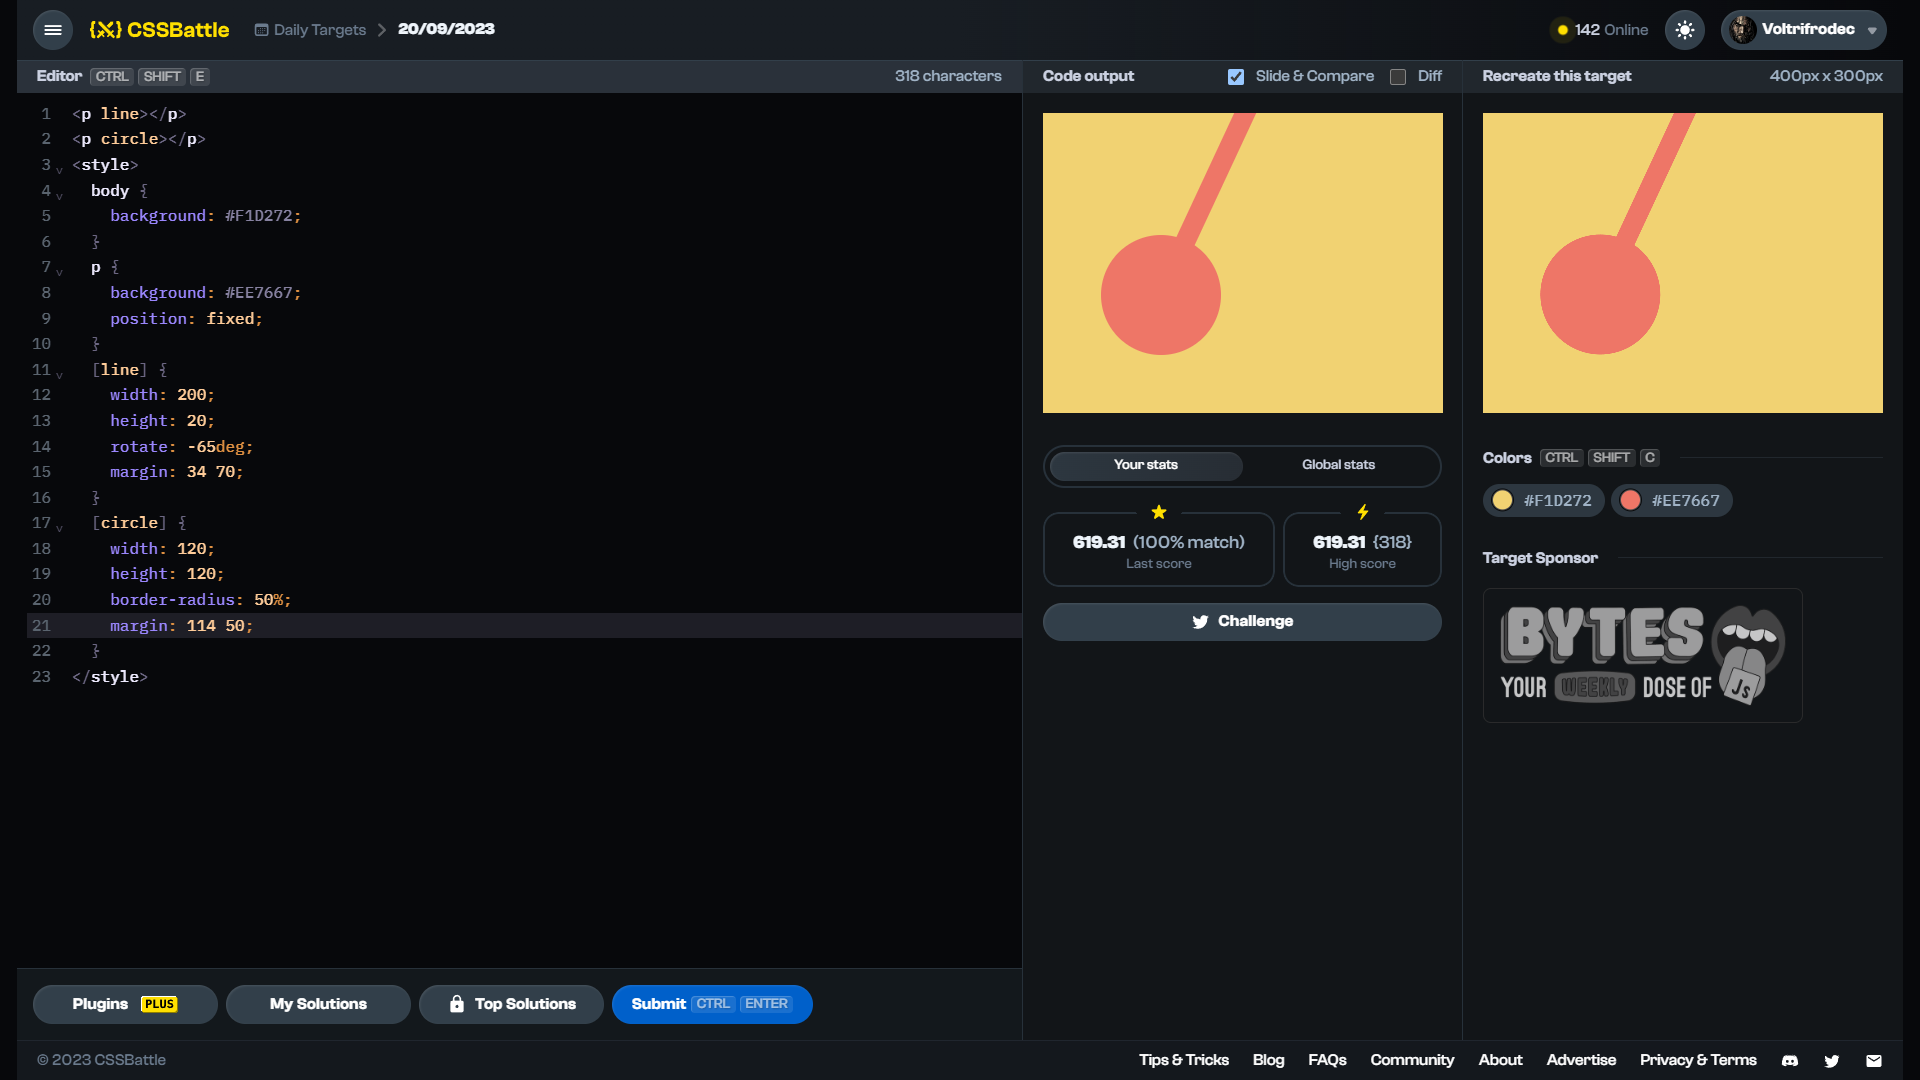 {X} CSSBattle
Daily Targets > 20/09/2023
142 Online
Voltrifrodec
Editor CTRL SHIFT E
318 characters
1 <p line></p>
2 <p circle></p>
3 <style>
4 body {
5 background: #F1D272;
6 }
7 p {
8 background: #EE7667;
9 position: fixed;
10 }
11 [line] {
12 width: 200;
13 height: 20;
14 rotate: -65deg;
15 margin: 34 70;
16 }
17 [circle] {
18 width: 120;
19 height: 120;
20 border-radius: 50%;
21 margin: 114 50;
22 }
23 </style>
Plugins PLUS
My Solutions
Top Solutions
Submit CTRL ENTER
Code output
Slide & Compare
Diff
Your stats
Global stats
619.31 (100% match)
Last score
619.31 {318}
High score
Challenge
Recreate this target
400px x 300px
Colors CTRL SHIFT C
#F1D272
#EE7667
Target Sponsor
BYTES
YOUR WEEKLY DOSE OF JS
© 2023 CSSBattle
Tips & Tricks
Blog
FAQs
Community
About
Advertise
Privacy & Terms